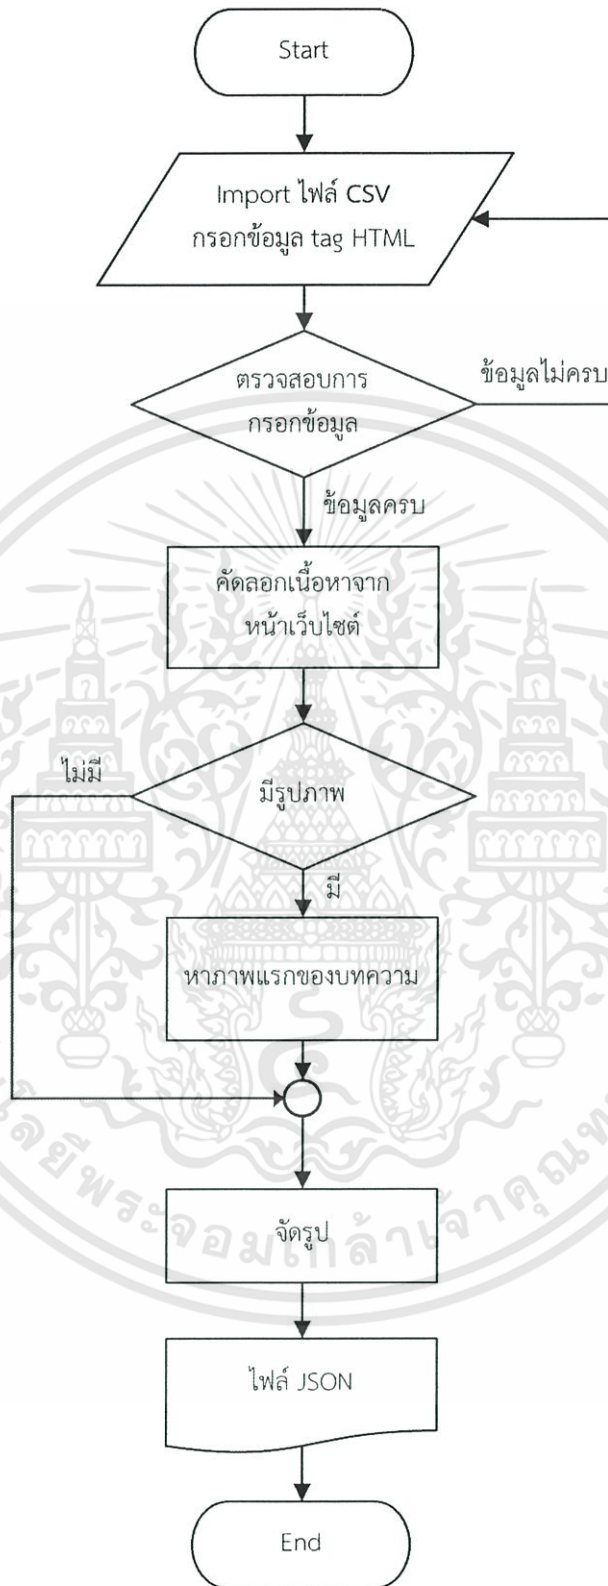 Start
Import ไฟล์ CSV
กรอกข้อมูล tag HTML
ตรวจสอบการ
กรอกข้อมูล
ข้อมูลไม่ครบ
ข้อมูลครบ
คัดลอกเนื้อหาจาก
หน้าเว็บไซต์
ไม่มี
มีรูปภาพ
มี
หาภาพแรกของบทความ
จัดรูป
ไฟล์ JSON
End